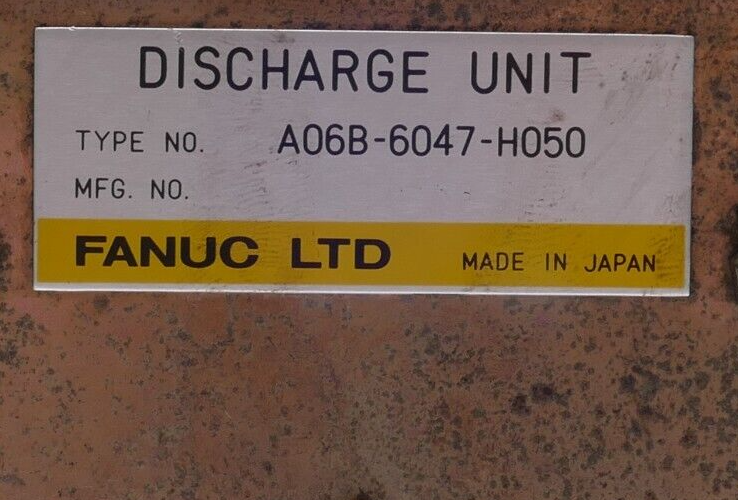 DISCHARGE UNIT
TYPE NO. A06B-6047-H050
MFG. NO.
FANUC LTD MADE IN JAPAN